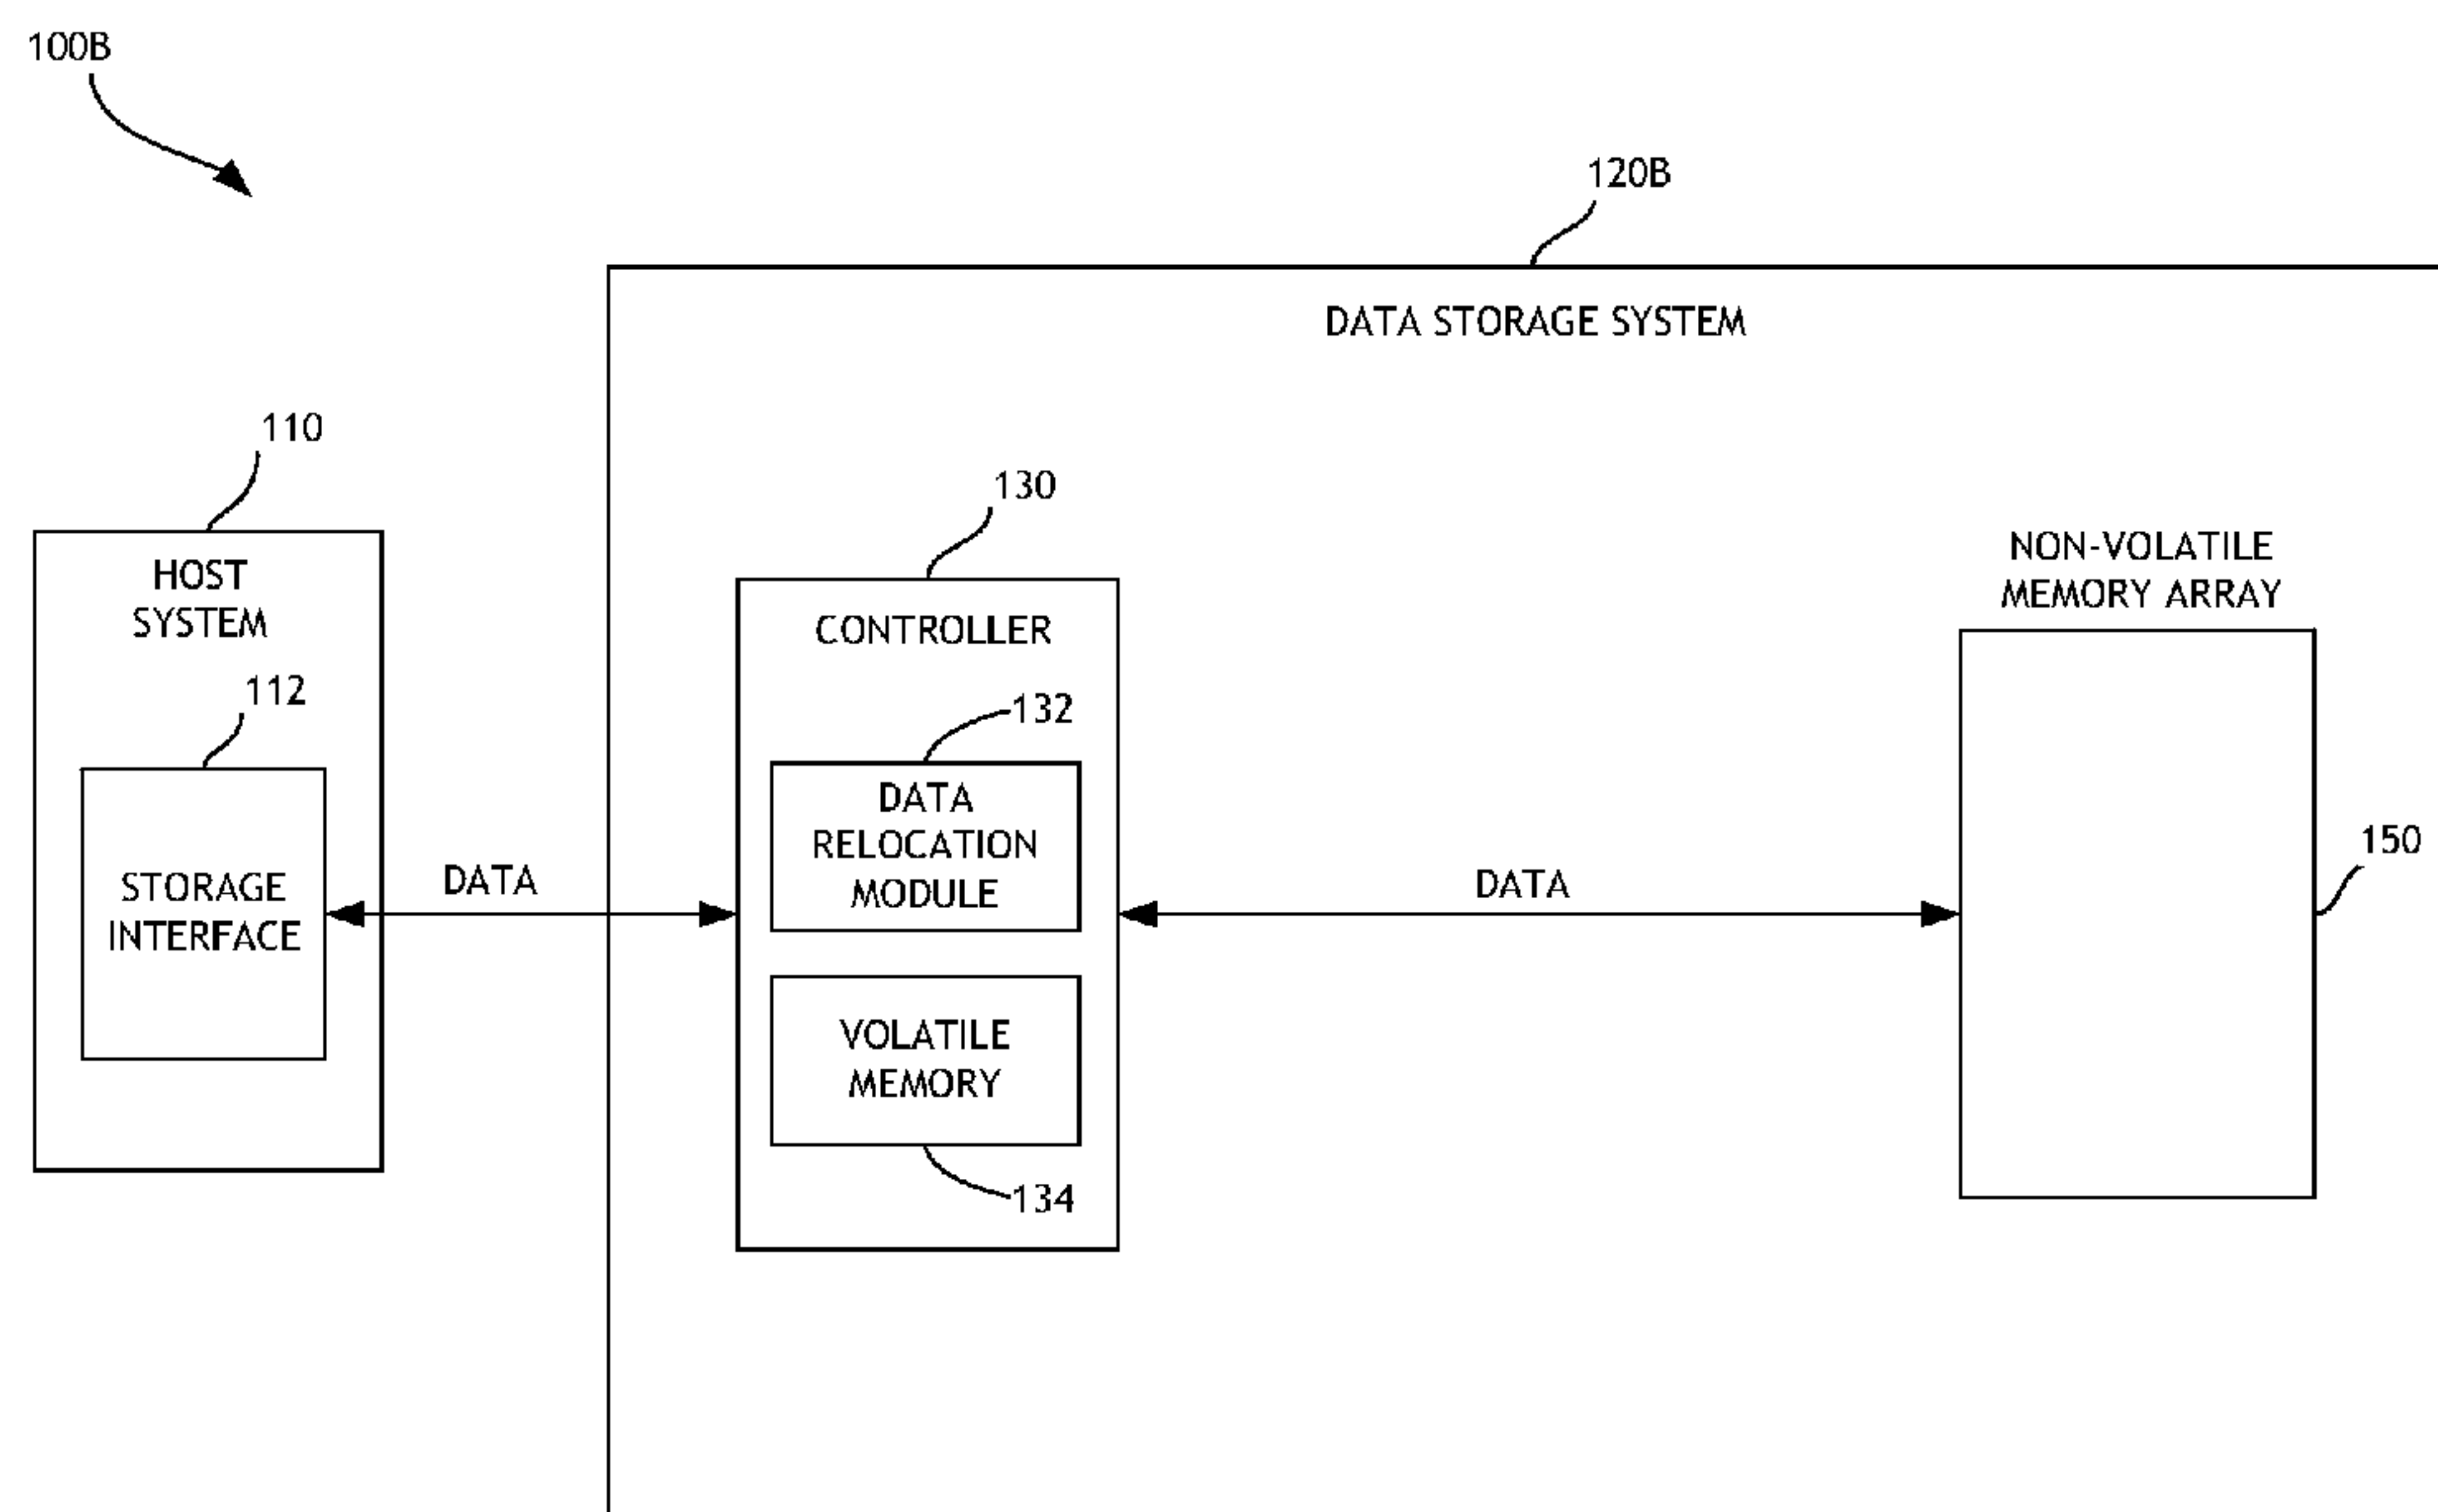 100B
120B
DATA STORAGE SYSTEM
110
130
HOST
SYSTEM
NON-VOLATILE
MEMORY ARRAY
CONTROLLER
112
132
DATA
RELOCATION
MODULE
150
STORAGE
INTERFACE
DATA
DATA
VOLATILE
MEMORY
134